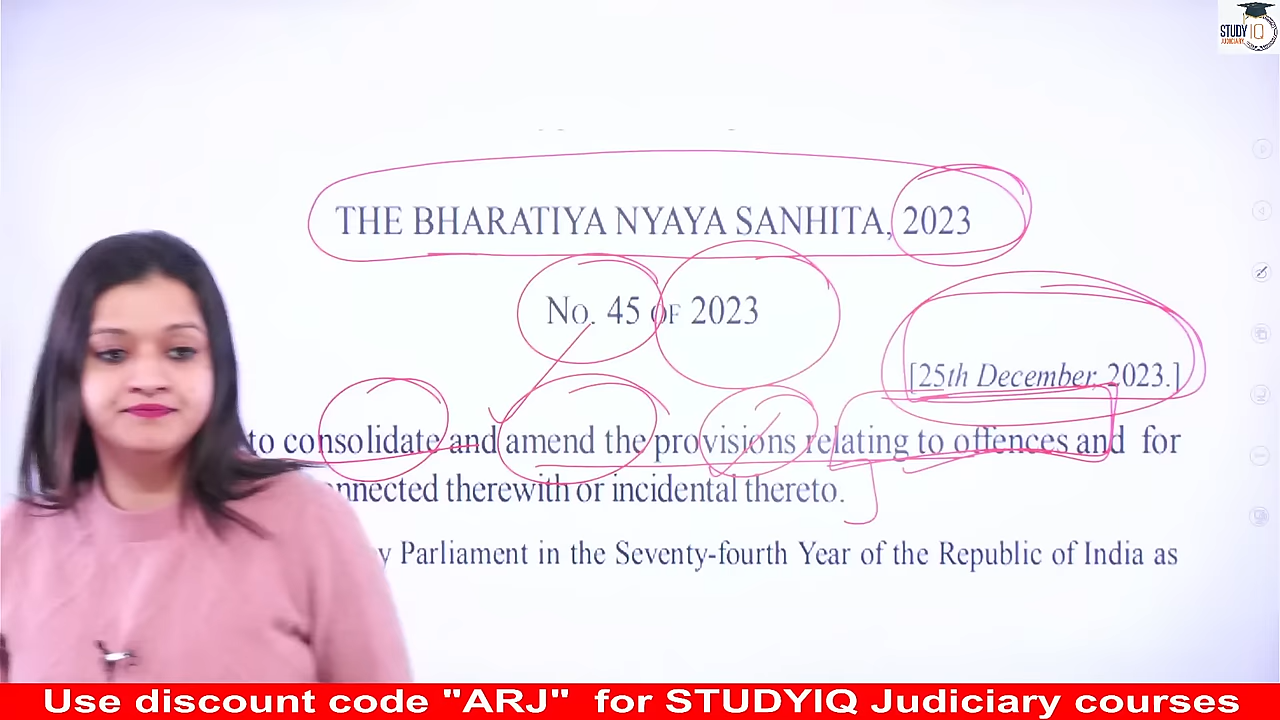 STUDY IQ
JUDICIARY
THE BHARATIYA NYAYA SANHITA, 2023
No. 45 OF 2023
[25th December, 2023.]
to consolidate and amend the provisions relating to offences and for
nnected therewith or incidental thereto.
y Parliament in the Seventy-fourth Year of the Republic of India as
Use discount code "ARJ" for STUDYIQ Judiciary courses